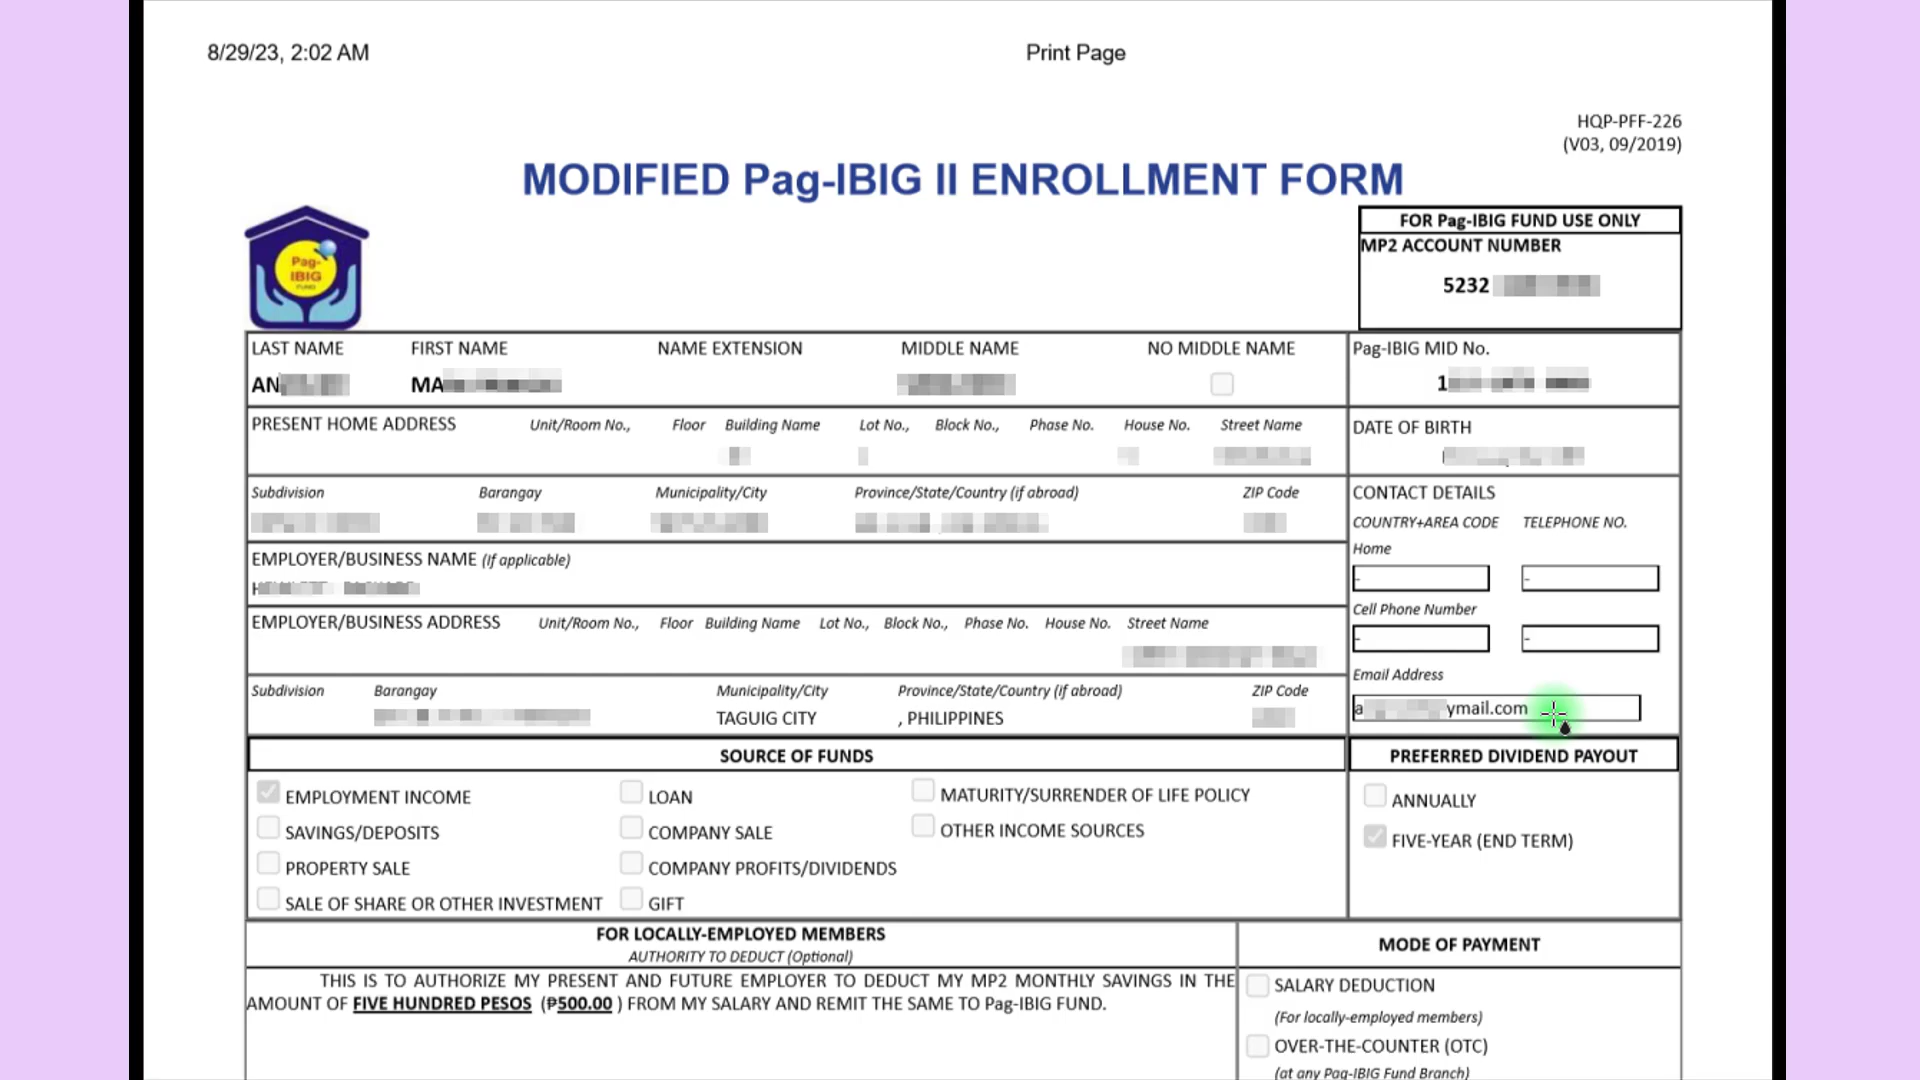 8/29/23, 2:02 AM Print Page
HQP-PFF-226
(V03, 09/2019)
MODIFIED Pag-IBIG II ENROLLMENT FORM
Pag-
IBIG
FUND
FOR Pag-IBIG FUND USE ONLY
MP2 ACCOUNT NUMBER
5232
LAST NAME FIRST NAME NAME EXTENSION MIDDLE NAME NO MIDDLE NAME Pag-IBIG MID No.
AN MA 1
PRESENT HOME ADDRESS Unit/Room No., Floor Building Name Lot No., Block No., Phase No. House No. Street Name DATE OF BIRTH
Subdivision Barangay Municipality/City Province/State/Country (if abroad) ZIP Code CONTACT DETAILS
COUNTRY+AREA CODE TELEPHONE NO.
Home
- -
EMPLOYER/BUSINESS NAME (If applicable)
Cell Phone Number
- -
EMPLOYER/BUSINESS ADDRESS Unit/Room No., Floor Building Name Lot No., Block No., Phase No. House No. Street Name
Email Address
a ymail.com
Subdivision Barangay Municipality/City Province/State/Country (if abroad) ZIP Code
TAGUIG CITY , PHILIPPINES
SOURCE OF FUNDS PREFERRED DIVIDEND PAYOUT
EMPLOYMENT INCOME LOAN MATURITY/SURRENDER OF LIFE POLICY ANNUALLY
SAVINGS/DEPOSITS COMPANY SALE OTHER INCOME SOURCES FIVE-YEAR (END TERM)
PROPERTY SALE COMPANY PROFITS/DIVIDENDS
SALE OF SHARE OR OTHER INVESTMENT GIFT
FOR LOCALLY-EMPLOYED MEMBERS MODE OF PAYMENT
AUTHORITY TO DEDUCT (Optional)
THIS IS TO AUTHORIZE MY PRESENT AND FUTURE EMPLOYER TO DEDUCT MY MP2 MONTHLY SAVINGS IN THE
AMOUNT OF FIVE HUNDRED PESOS (₱500.00 ) FROM MY SALARY AND REMIT THE SAME TO Pag-IBIG FUND.
SALARY DEDUCTION
(For locally-employed members)
OVER-THE-COUNTER (OTC)
(at any Pag-IBIG Fund Branch)